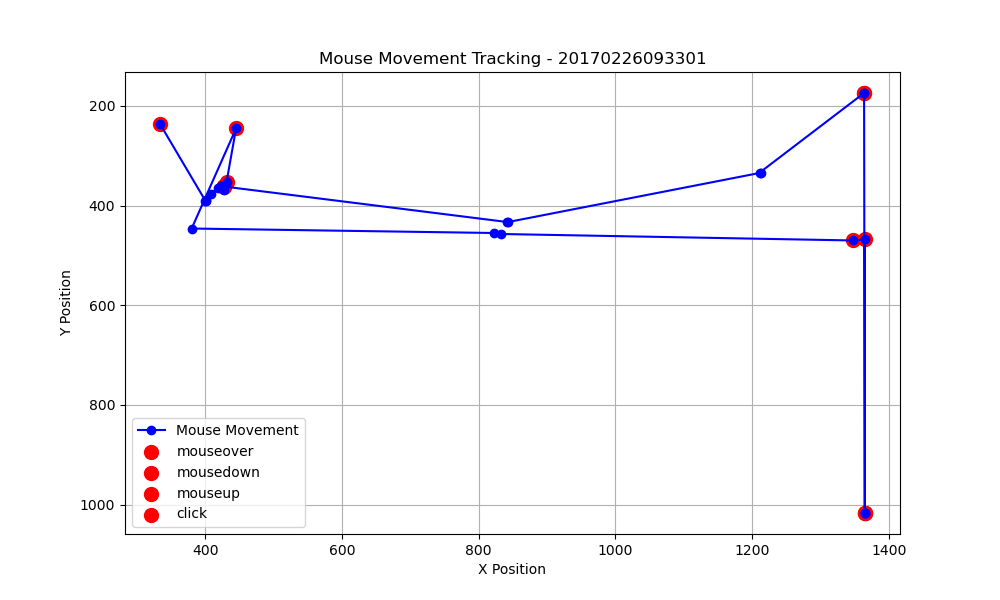 Mouse Movement Tracking - 20170226093301
200
400
600
800
1000
Y Position
Mouse Movement
mouseover
mousedown
mouseup
click
400 600 800 1000 1200 1400
X Position